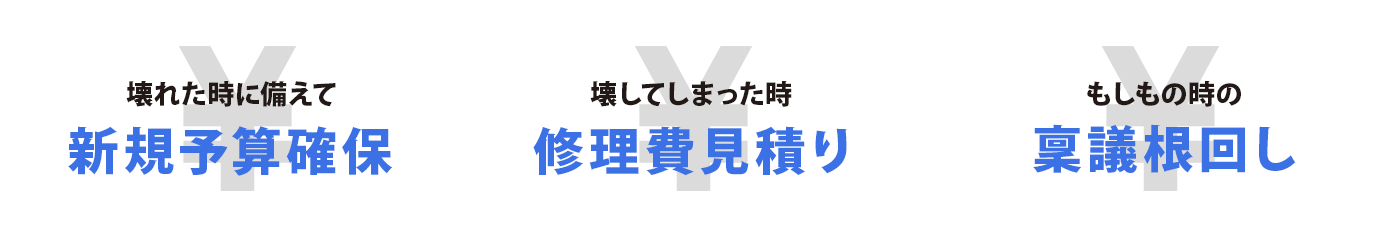 壊れた時に備えて
新規予算確保
壊してしまった時
修理費見積り
もしもの時の
稟議根回し